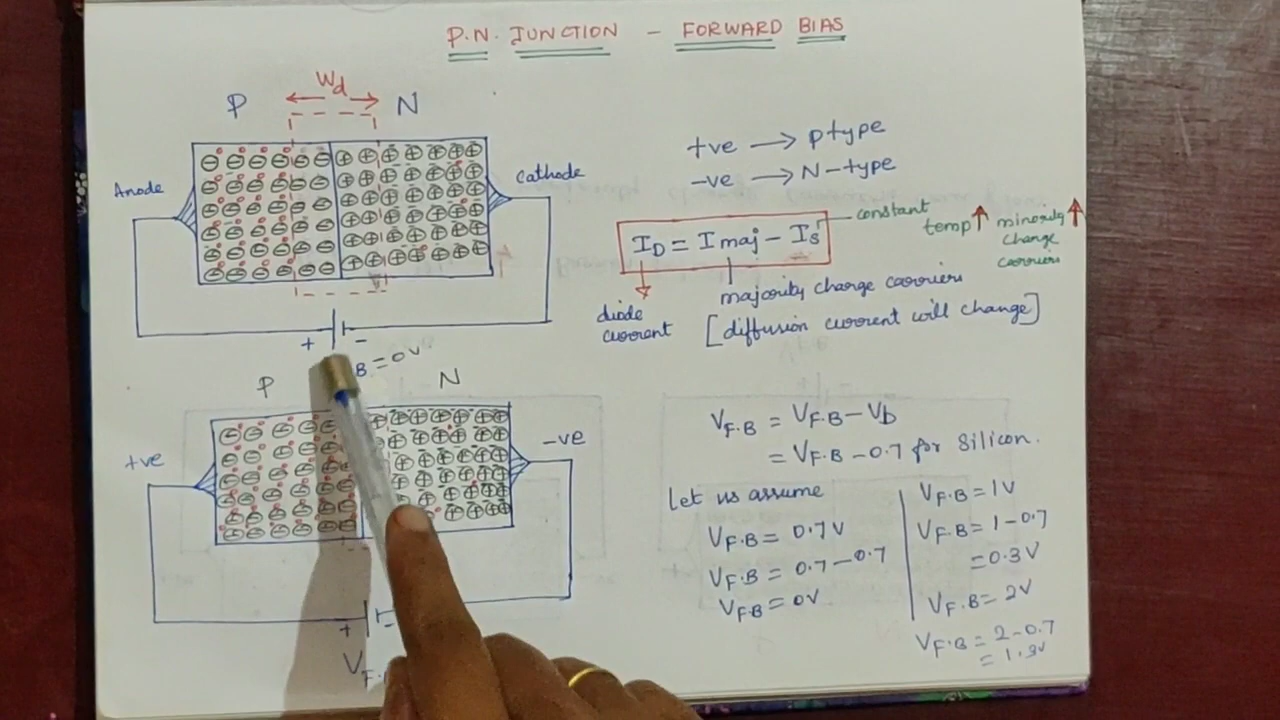 P.N. JUNCTION - FORWARD BIAS
Wd
P N
Anode
Cathode
+ -
B = 0V
+ve → p type
-ve → N-type
ID = Imaj - Is
constant
temp ↑ minority ↑
charge
carriers
diode
current
majority charge carriers
[diffusion current will change]
P N
+ve
-ve
+ -
VF.
VF.B = VF.B - VD
= VF.B - 0.7 for Silicon.
Let us assume
VF.B = 0.7V
VF.B = 0.7-0.7
VF.B = 0V
VF.B = 1V
VF.B = 1-0.7
= 0.3V
VF.B = 2V
VF.B = 2-0.7
= 1.3V